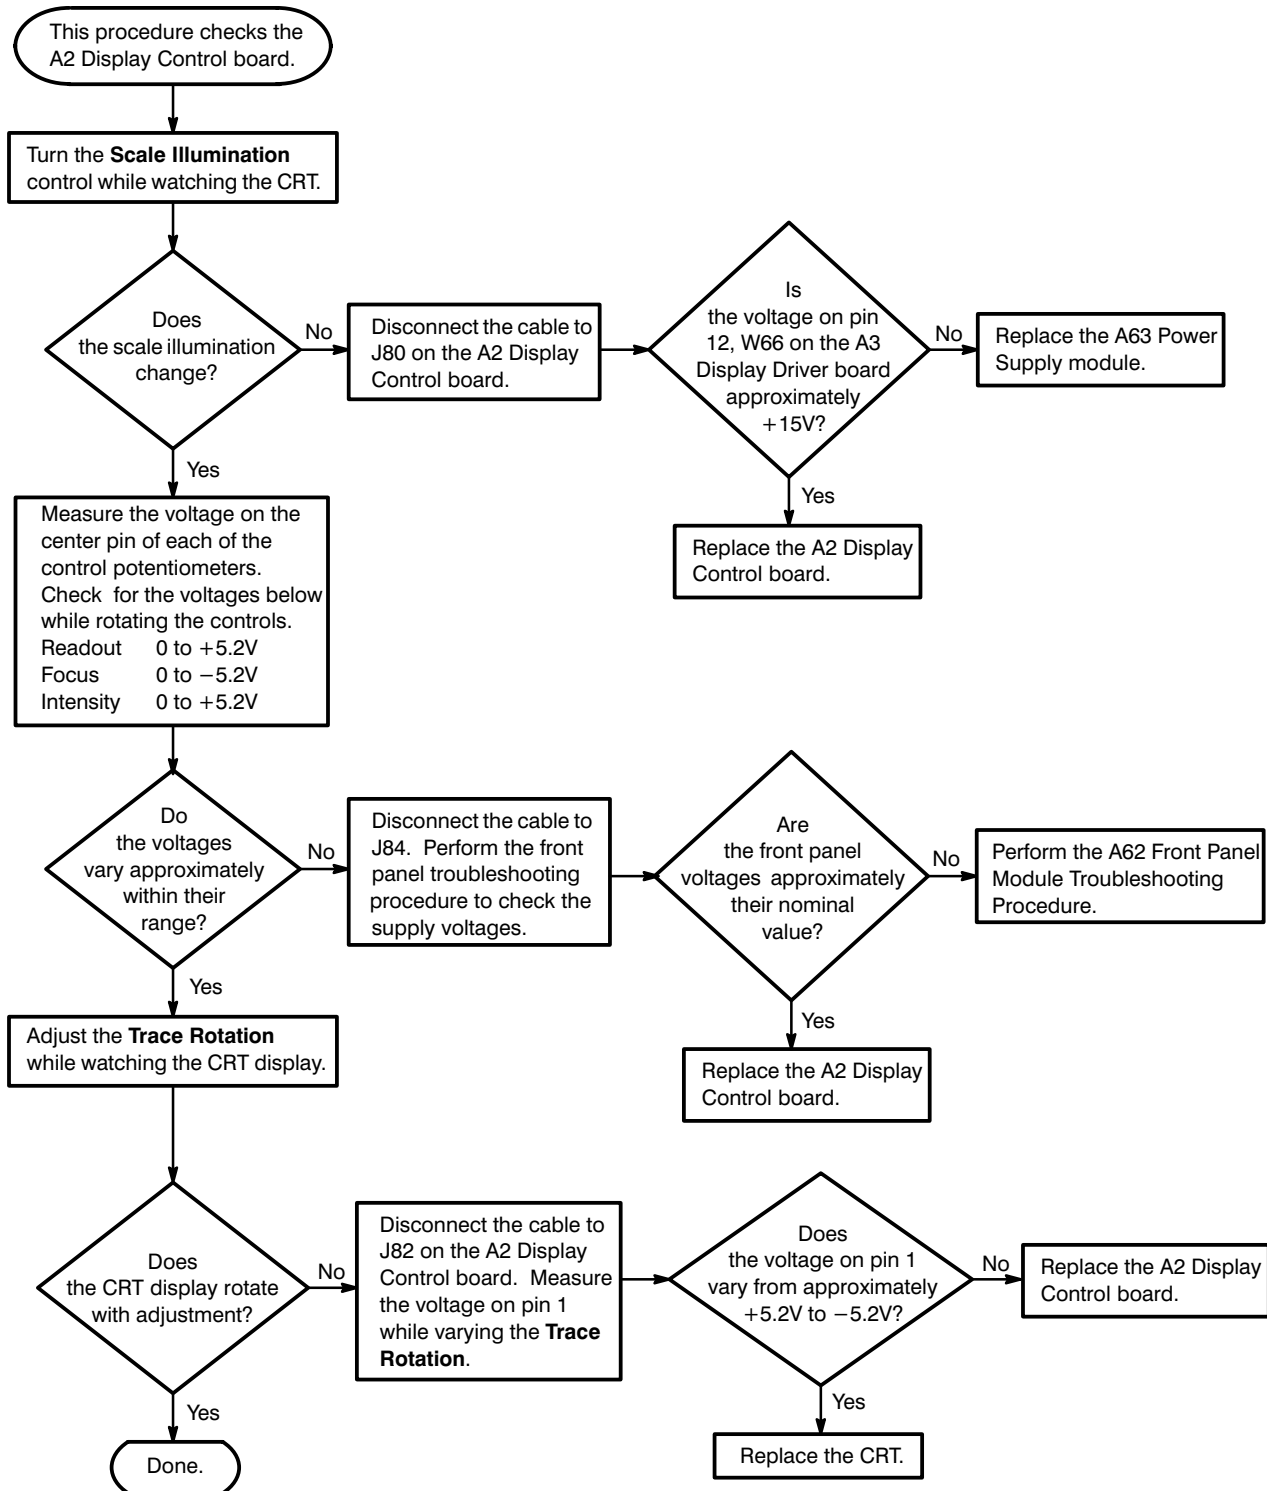 This procedure checks the
A2 Display Control board.
Turn the Scale Illumination
control while watching the CRT.
Does
the scale illumination
change?
No
Disconnect the cable to
J80 on the A2 Display
Control board.
Is
the voltage on pin
12, W66 on the A3
Display Driver board
approximately
+15V?
No
Replace the A63 Power
Supply module.
Yes
Replace the A2 Display
Control board.
Yes
Measure the voltage on the
center pin of each of the
control potentiometers.
Check for the voltages below
while rotating the controls.
Readout 0 to +5.2V
Focus 0 to −5.2V
Intensity 0 to +5.2V
Do
the voltages
vary approximately
within their
range?
No
Disconnect the cable to
J84. Perform the front
panel troubleshooting
procedure to check the
supply voltages.
Are
the front panel
voltages approximately
their nominal
value?
No
Perform the A62 Front Panel
Module Troubleshooting
Procedure.
Yes
Replace the A2 Display
Control board.
Yes
Adjust the Trace Rotation
while watching the CRT display.
Does
the CRT display rotate
with adjustment?
No
Disconnect the cable to
J82 on the A2 Display
Control board. Measure
the voltage on pin 1
while varying the Trace
Rotation.
Does
the voltage on pin 1
vary from approximately
+5.2V to −5.2V?
No
Replace the A2 Display
Control board.
Yes
Replace the CRT.
Yes
Done.